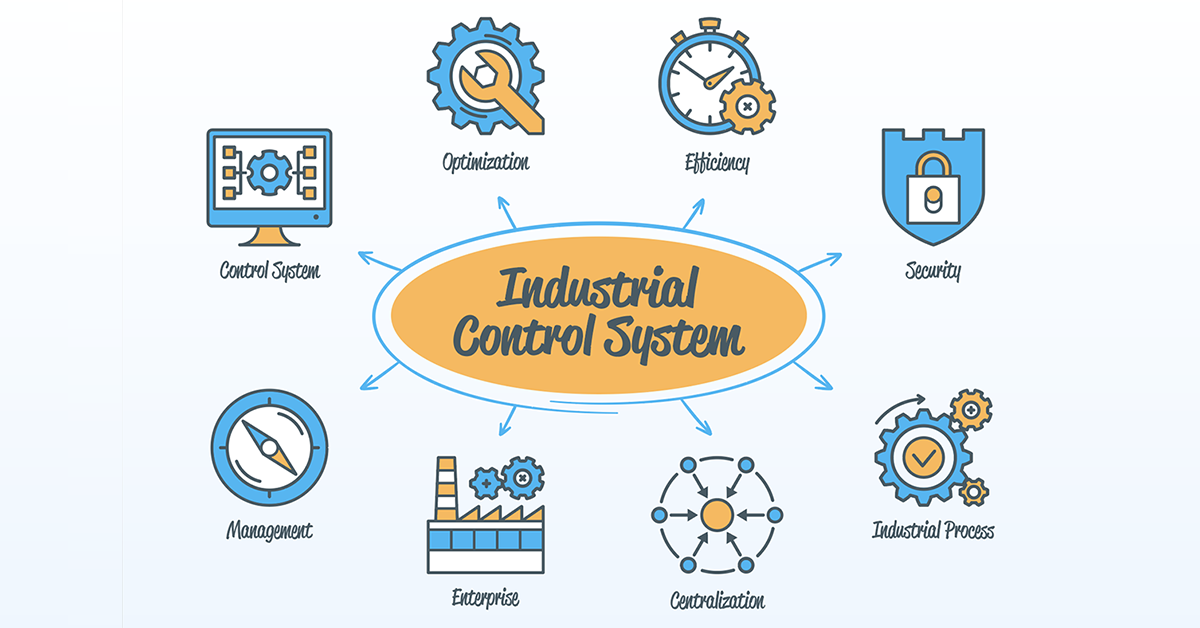 Optimization
Efficiency
Control System
Security
Industrial
Control System
Management
Industrial Process
Enterprise
Centralization